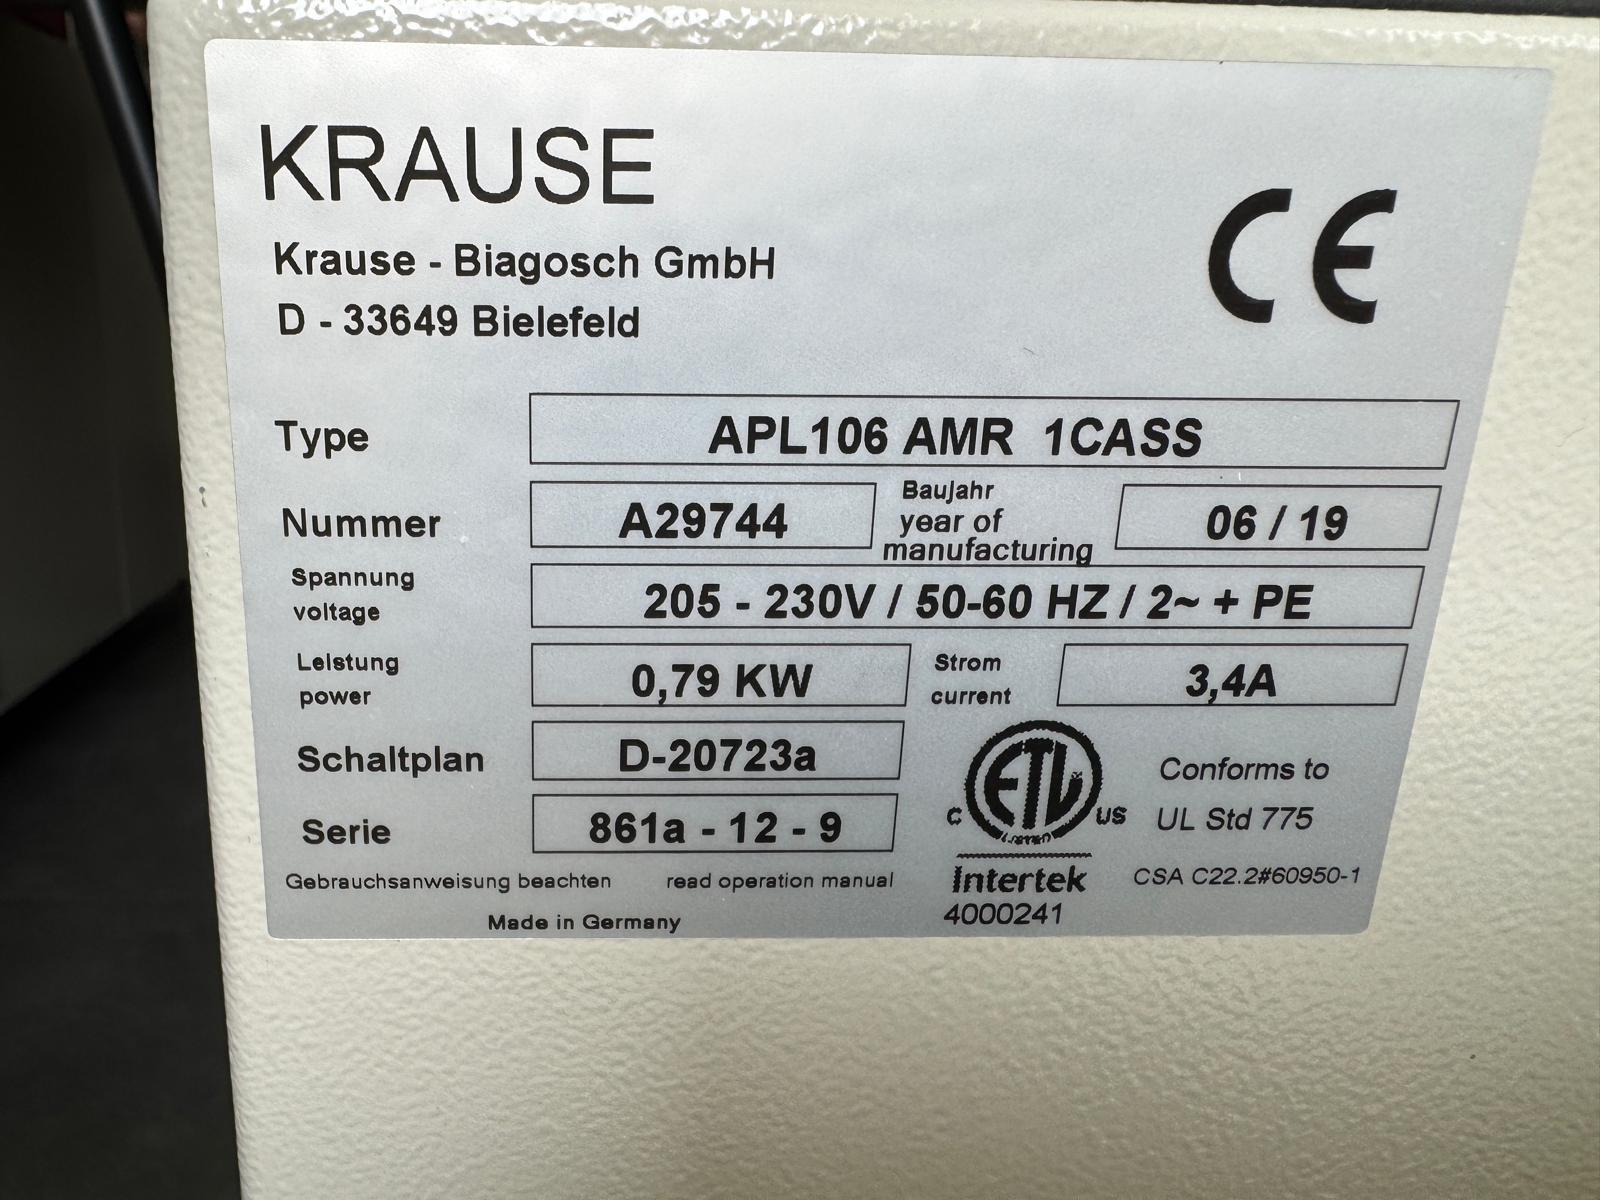 KRAUSE
Krause - Biagosch GmbH
D - 33649 Bielefeld
CE
Type APL106 AMR 1CASS
Nummer A29744 Baujahr year of manufacturing 06 / 19
Spannung voltage 205 - 230V / 50-60 HZ / 2~ + PE
Leistung power 0,79 KW Strom current 3,4A
Schaltplan D-20723a
Serie 861a - 12 - 9
C ETL US
LISTED
Intertek
4000241
Conforms to
UL Std 775
CSA C22.2#60950-1
Gebrauchsanweisung beachten read operation manual
Made in Germany